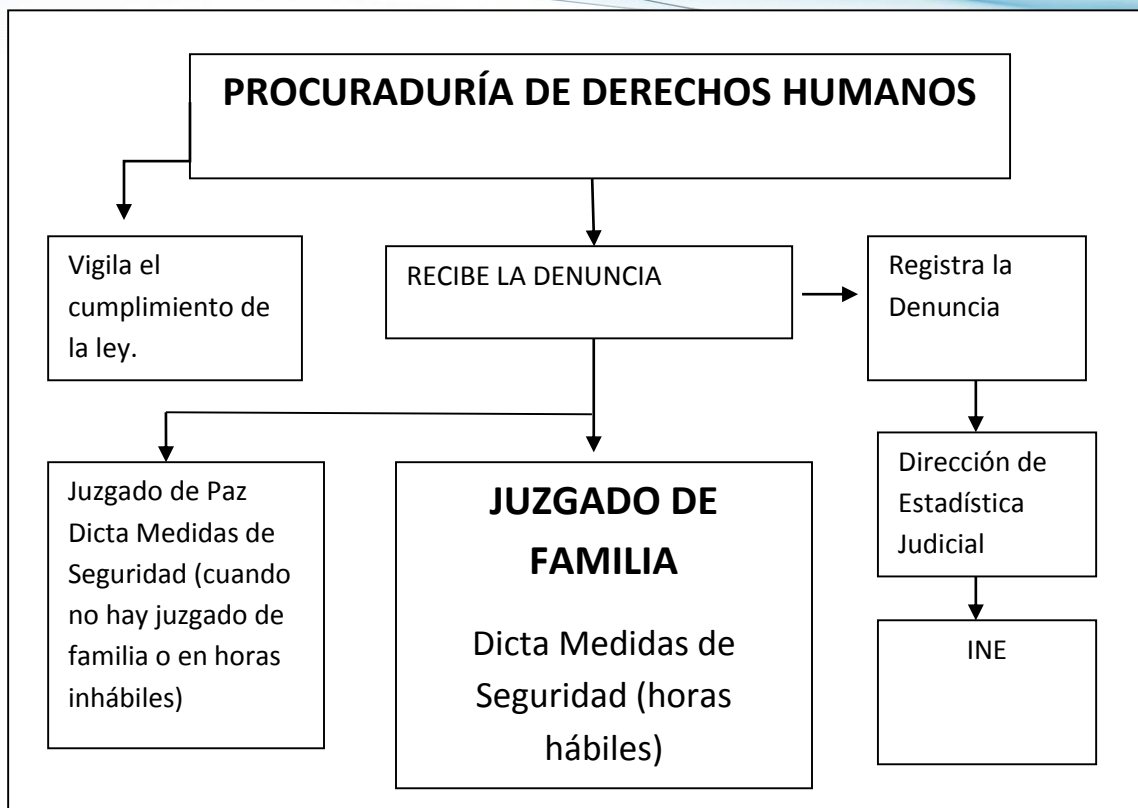 PROCURADURÍA DE DERECHOS HUMANOS
Vigila el
cumplimiento de
la ley.
RECIBE LA DENUNCIA
Registra la
Denuncia
Juzgado de Paz
Dicta Medidas de
Seguridad (cuando
no hay juzgado de
familia o en horas
inhábiles)
JUZGADO DE
FAMILIA
Dicta Medidas de
Seguridad (horas
hábiles)
Dirección de
Estadística
Judicial
INE